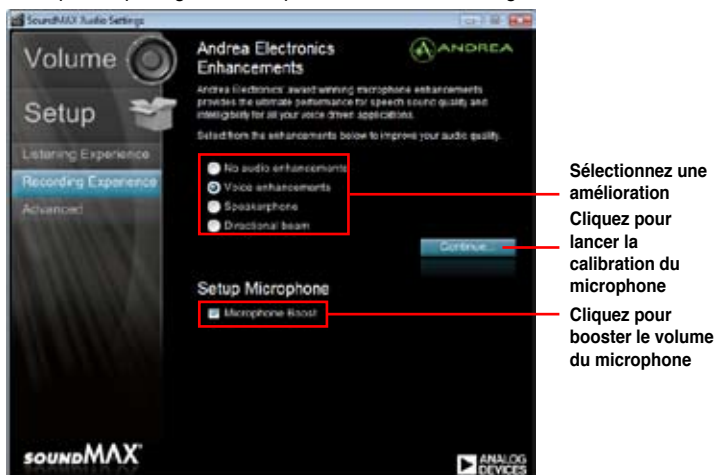 SoundMAX Audio Settings
Volume
Setup
Listening Experience
Recording Experience
Advanced
Andrea Electronics
Enhancements
ANDREA
Andrea Electronics' award winning microphone enhancements
provides the ultimate performance for speech sound quality and
intelligibility for all your voice driven applications.
Select from the enhancements below to improve your audio quality.
No audio enhancements
Voice enhancements
Speakerphone
Directional beam
Continue...
Setup Microphone
Microphone Boost
SOUNDMAX
ANALOG
DEVICES
Sélectionnez une
amélioration
Cliquez pour
lancer la
calibration du
microphone
Cliquez pour
booster le volume
du microphone